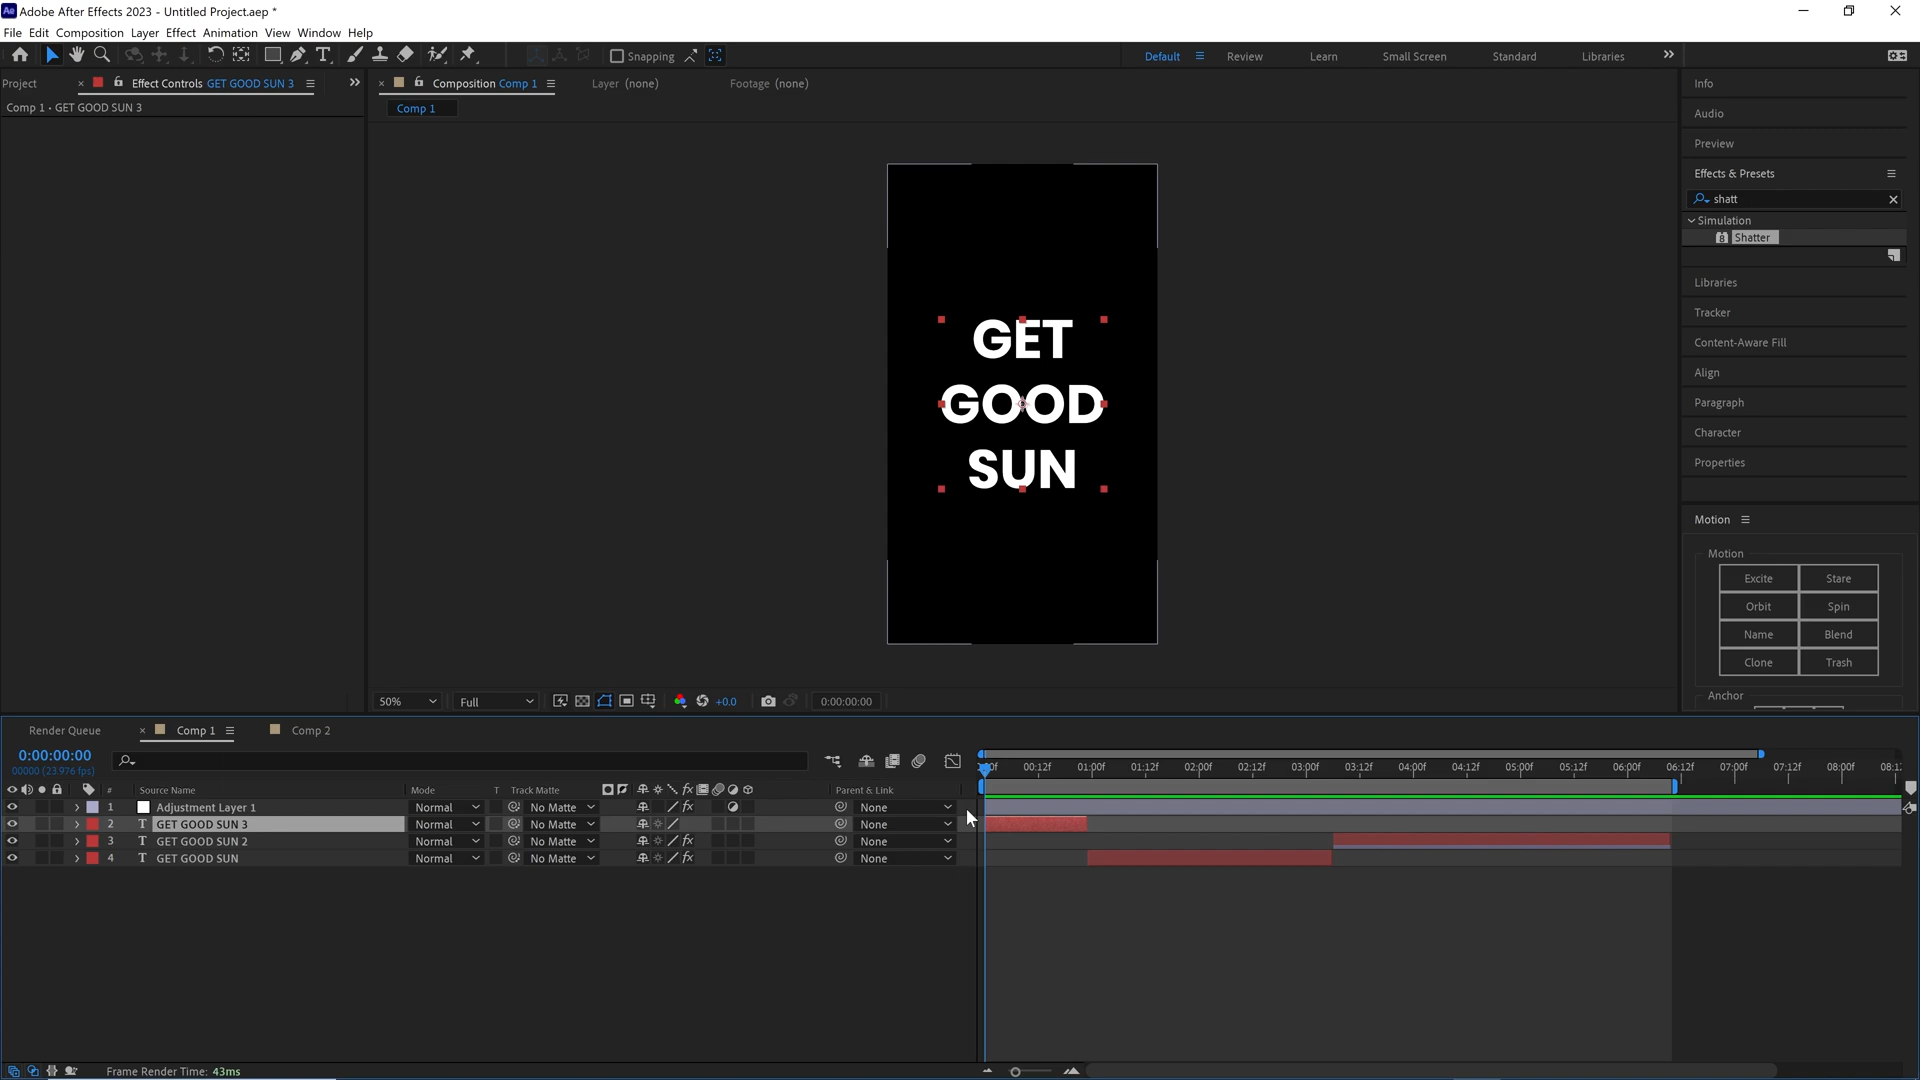 Ae Adobe After Effects 2023 - Untitled Project.aep *
File Edit Composition Layer Effect Animation View Window Help
Snapping
Default Review Learn Small Screen Standard Libraries
Project × Effect Controls GET GOOD SUN 3
Composition Comp 1 Layer (none) Footage (none)
Comp 1 • GET GOOD SUN 3
Comp 1
Info
Audio
Preview
Effects & Presets
shatt
Simulation
Shatter
Libraries
Tracker
Content-Aware Fill
Align
Paragraph
Character
Properties
GET
GOOD
SUN
Motion
Motion
Excite Stare
Orbit Spin
Name Blend
Clone Trash
Anchor
50% Full +0.0 0:00:00:00
Render Queue × Comp 1 Comp 2
0:00:00:00
00000 (23.976 fps)
00:12f 01:00f 01:12f 02:00f 02:12f 03:00f 03:12f 04:00f 04:12f 05:00f 05:12f 06:00f 06:12f 07:00f 07:12f 08:00f 08:12
# Source Name Mode T Track Matte fx Parent & Link
1 Adjustment Layer 1 Normal No Matte fx None
2 T GET GOOD SUN 3 Normal No Matte None
3 T GET GOOD SUN 2 Normal No Matte fx None
4 T GET GOOD SUN Normal No Matte fx None
Frame Render Time: 43ms